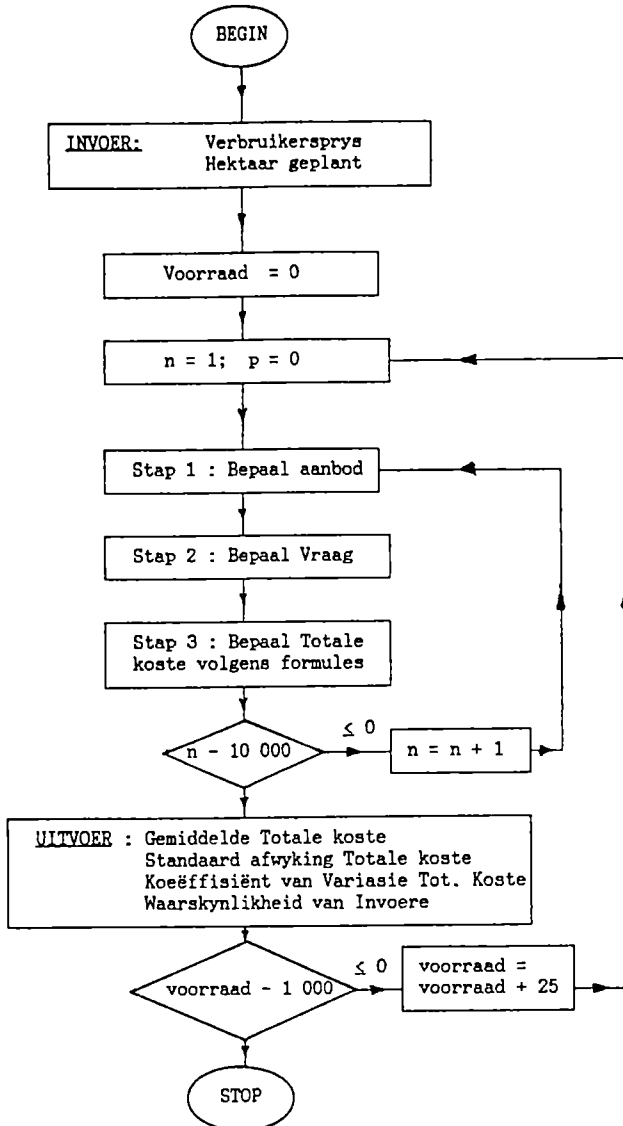 BEGIN
INVOER: Verbruikersprys
Hektaar geplant
Voorraad = 0
n = 1; p = 0
Stap 1 : Bepaal aanbod
Stap 2 : Bepaal Vraag
Stap 3 : Bepaal Totale
koste volgens formules
n - 10 000
≤ 0
n = n + 1
UITVOER : Gemiddelde Totale koste
Standaard afwyking Totale koste
Koeëffisiënt van Variasie Tot. Koste
Waarskynlikheid van Invoere
voorraad - 1 000
≤ 0
voorraad =
voorraad + 25
STOP